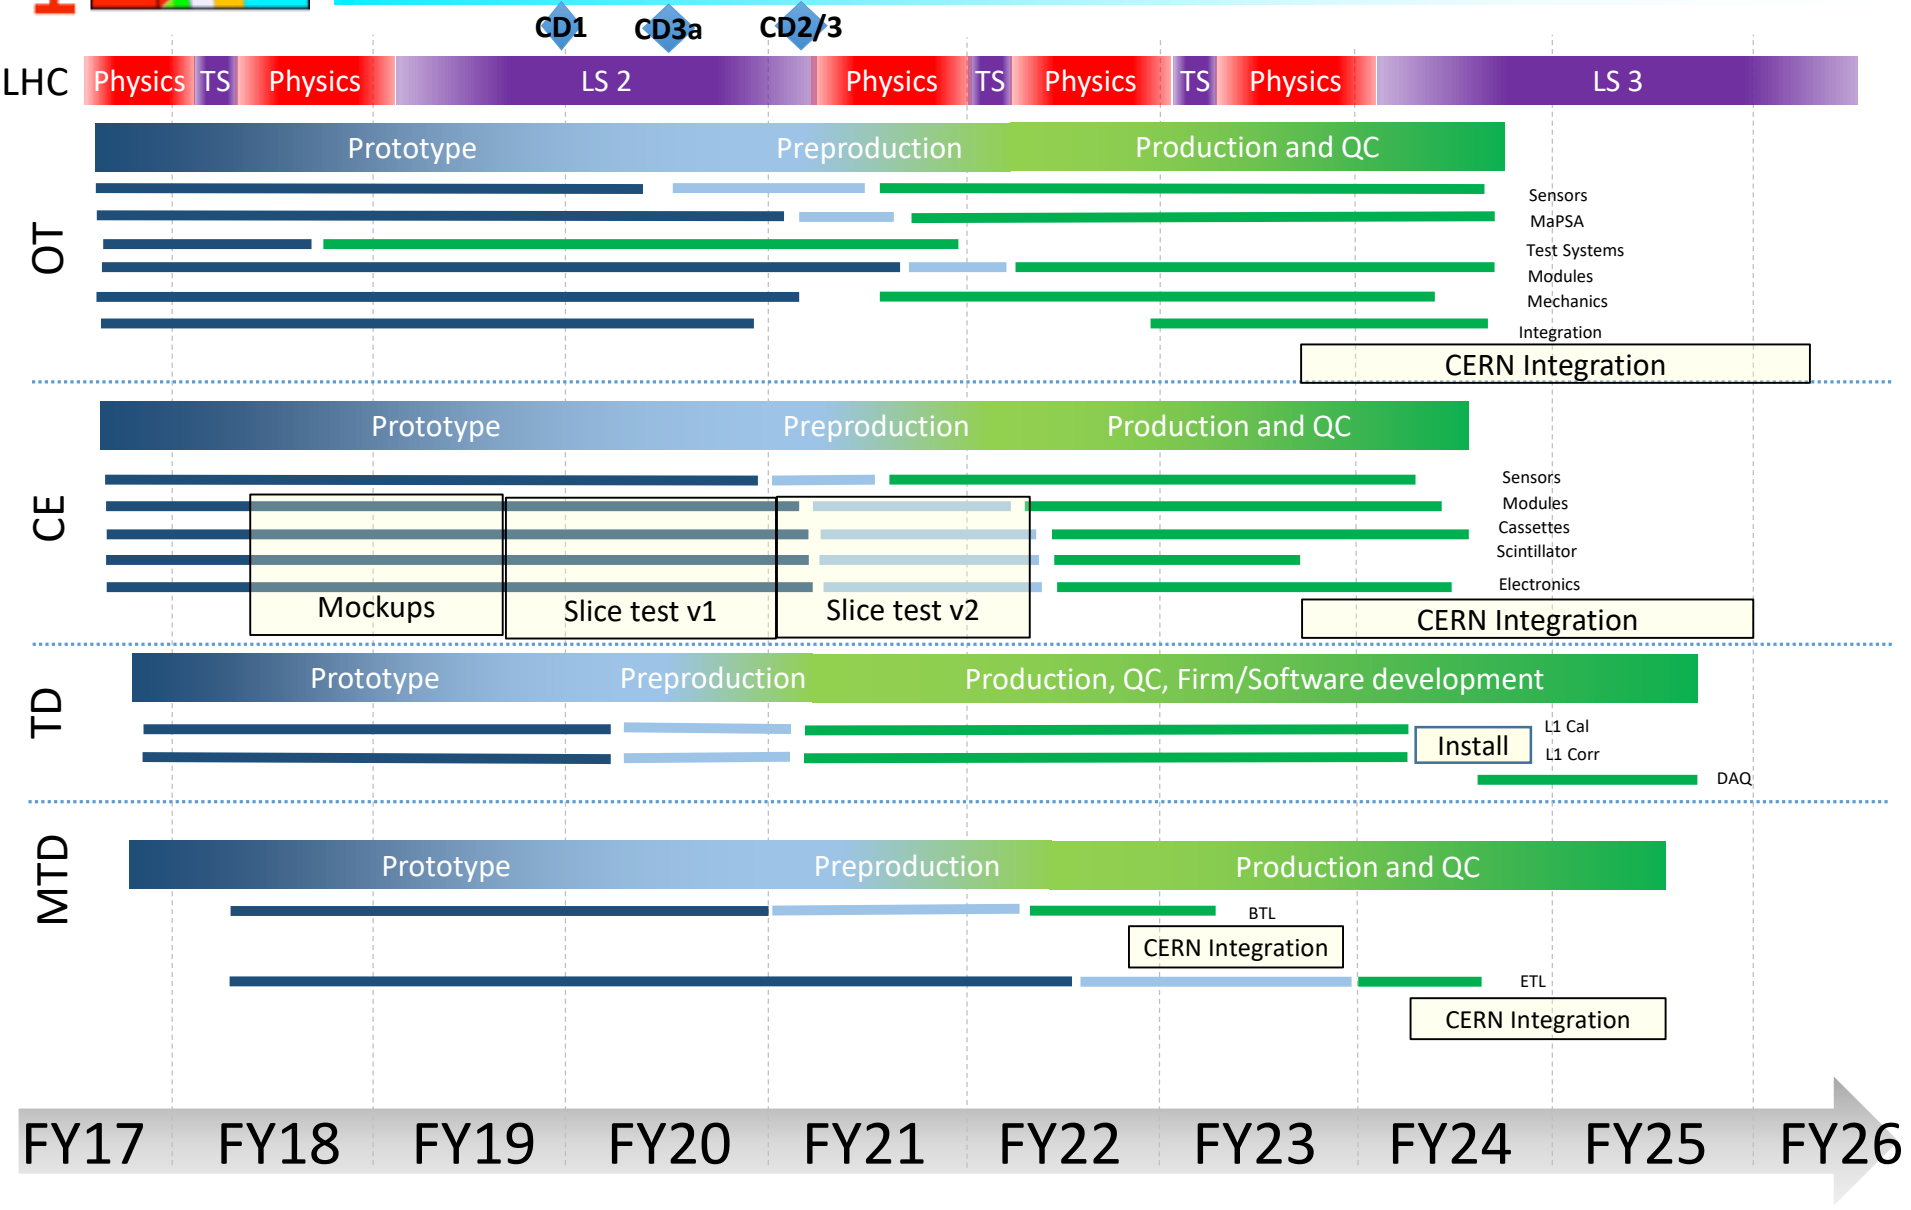 CD1 CD3a CD2/3
LHC Physics TS Physics LS 2 Physics TS Physics TS Physics LS 3
OT
Prototype Preproduction Production and QC
Sensors
MaPSA
Test Systems
Modules
Mechanics
Integration
CERN Integration
CE
Prototype Preproduction Production and QC
Sensors
Modules
Cassettes
Scintillator
Electronics
Mockups Slice test v1 Slice test v2
CERN Integration
TD
Prototype Preproduction Production, QC, Firm/Software development
L1 Cal
Install
L1 Corr
DAQ
MTD
Prototype Preproduction Production and QC
BTL
CERN Integration
ETL
CERN Integration
FY17 FY18 FY19 FY20 FY21 FY22 FY23 FY24 FY25 FY26